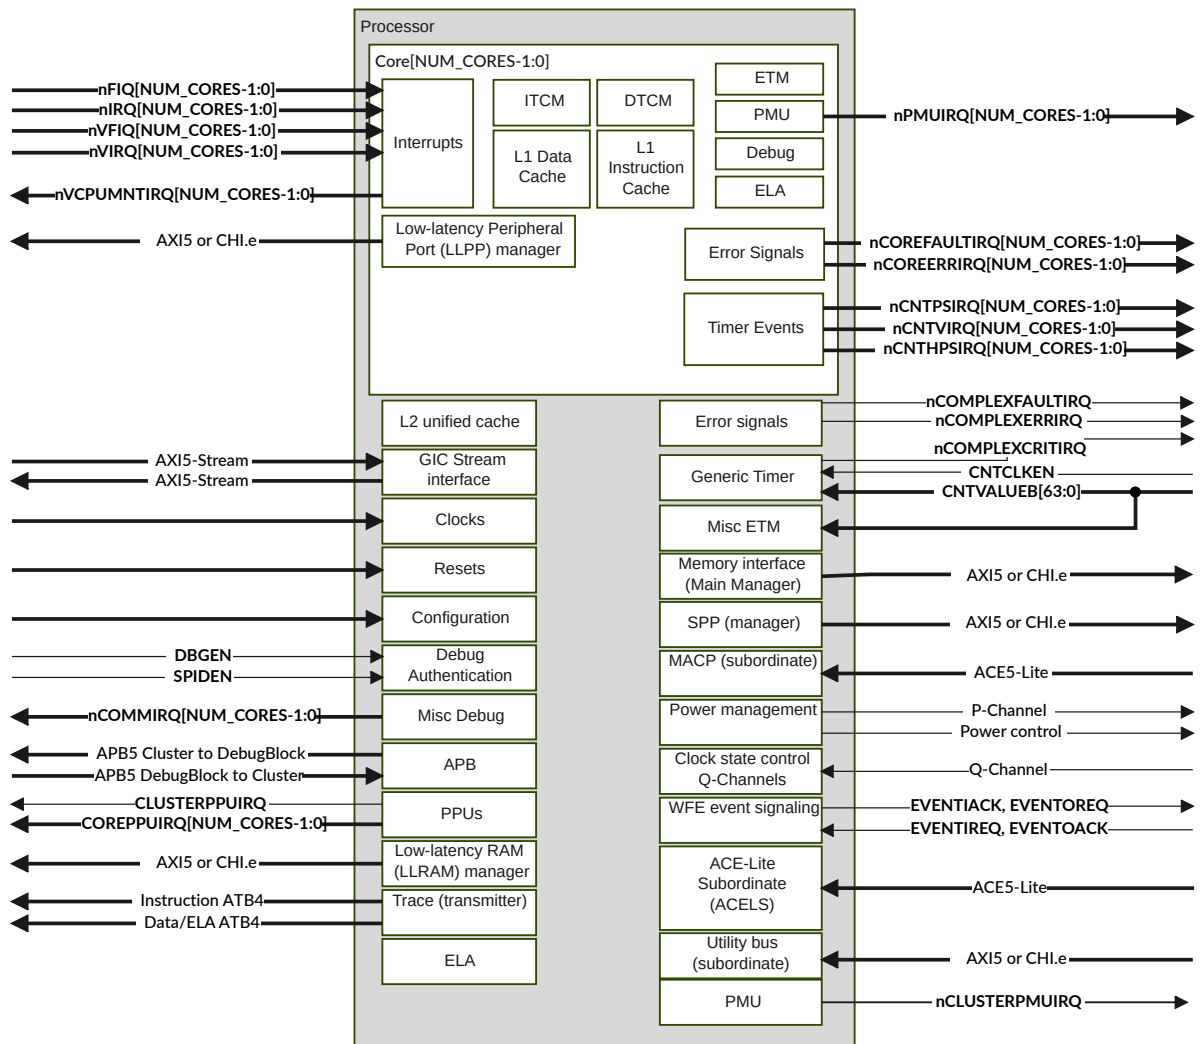 Processor
Core[NUM_CORES-1:0]
nFIQ[NUM_CORES-1:0]
nIRQ[NUM_CORES-1:0]
nVFIQ[NUM_CORES-1:0]
nVIRQ[NUM_CORES-1:0]
nVCPUMNTIRQ[NUM_CORES-1:0]
AXI5 or CHI.e
Interrupts
ITCM
DTCM
L1 Data
Cache
L1
Instruction
Cache
ETM
PMU
Debug
ELA
nPMUIRQ[NUM_CORES-1:0]
Low-latency Peripheral
Port (LLPP) manager
Error Signals
nCOREFAULTIRQ[NUM_CORES-1:0]
nCOREERRIRQ[NUM_CORES-1:0]
Timer Events
nCNTPSIRQ[NUM_CORES-1:0]
nCNTVIRQ[NUM_CORES-1:0]
nCNTHPSIRQ[NUM_CORES-1:0]
L2 unified cache
AXI5-Stream
AXI5-Stream
GIC Stream
interface
Clocks
Resets
Configuration
DBGEN
SPIDEN
Debug
Authentication
nCOMMIRQ[NUM_CORES-1:0]
Misc Debug
APB5 Cluster to DebugBlock
APB5 DebugBlock to Cluster
APB
CLUSTERPPUIRQ
COREPPUIRQ[NUM_CORES-1:0]
PPUs
AXI5 or CHI.e
Low-latency RAM
(LLRAM) manager
Instruction ATB4
Data/ELA ATB4
Trace (transmitter)
ELA
Error signals
nCOMPLEXFAULTIRQ
nCOMPLEXERRIRQ
nCOMPLEXCRITIRQ
Generic Timer
CNTCLKEN
CNTVALUEB[63:0]
Misc ETM
Memory interface
(Main Manager)
AXI5 or CHI.e
SPP (manager)
AXI5 or CHI.e
MACP (subordinate)
ACE5-Lite
Power management
P-Channel
Power control
Clock state control
Q-Channels
Q-Channel
WFE event signaling
EVENTIACK, EVENTOREQ
EVENTIREQ, EVENTOACK
ACE-Lite
Subordinate
(ACELS)
ACE5-Lite
Utility bus
(subordinate)
AXI5 or CHI.e
PMU
nCLUSTERPMUIRQ